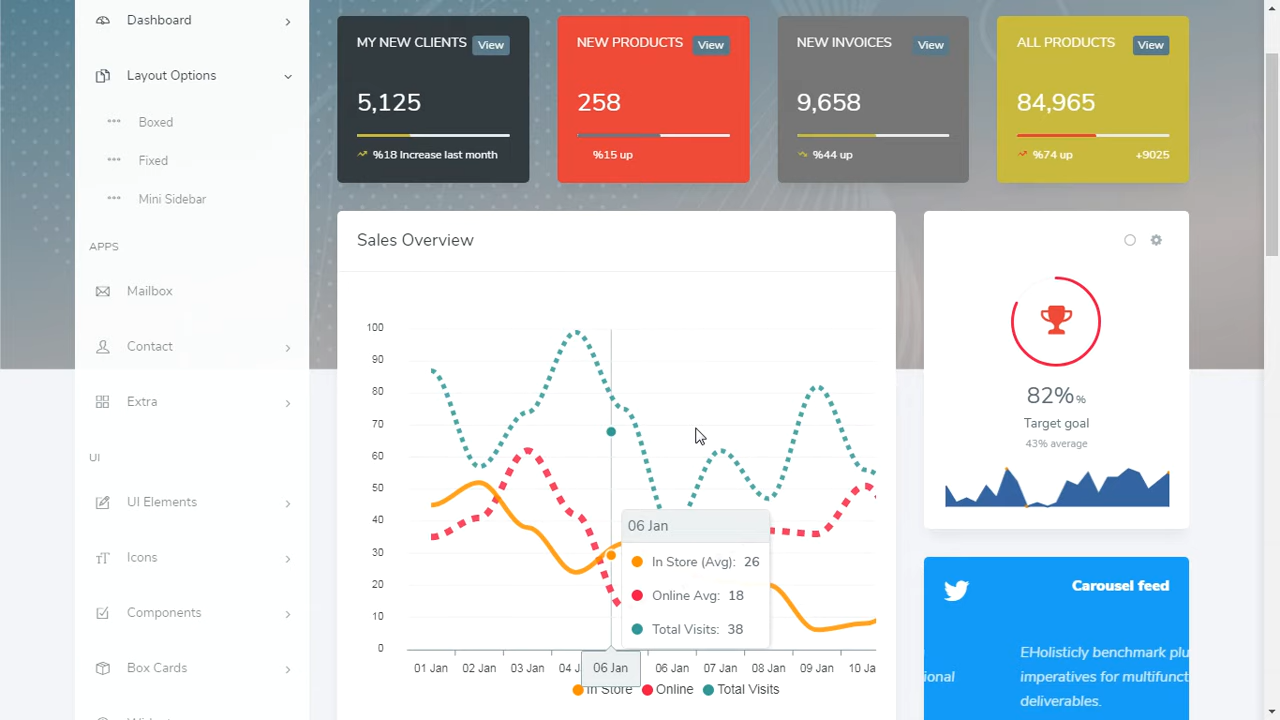 Dashboard
Layout Options
Boxed
Fixed
Mini Sidebar
APPS
Mailbox
Contact
Extra
UI
UI Elements
Icons
Components
Box Cards
MY NEW CLIENTS View
5,125
%18 Increase last month
NEW PRODUCTS View
258
%15 up
NEW INVOICES View
9,658
%44 up
ALL PRODUCTS View
84,965
%74 up +9025
Sales Overview
100
90
80
70
60
50
40
30
20
10
0
01 Jan 02 Jan 03 Jan 04 J 06 Jan 06 Jan 07 Jan 08 Jan 09 Jan 10 Ja
06 Jan
In Store (Avg): 26
Online Avg: 18
Total Visits: 38
In Store Online Total Visits
82%%
Target goal
43% average
Carousel feed
EHolisticly benchmark plu
imperatives for multifunct
ional
deliverables.